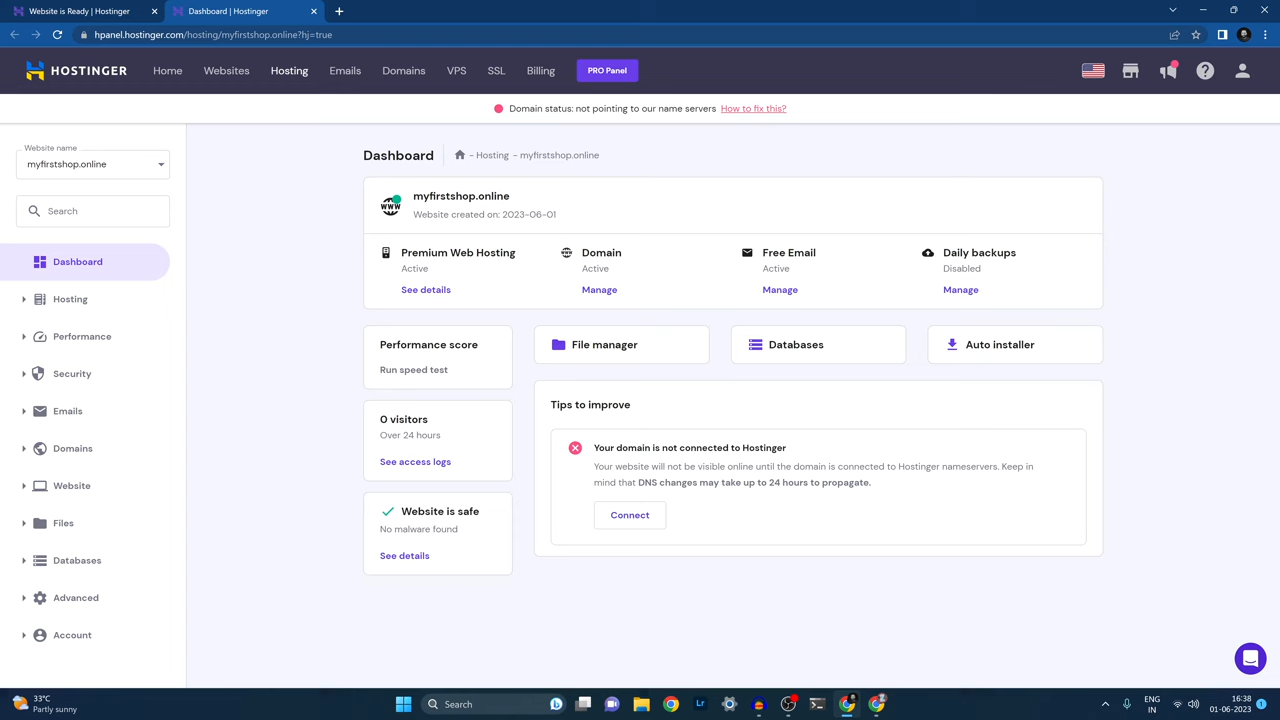 Website is Ready | Hostinger
Dashboard | Hostinger
hpanel.hostinger.com/hosting/myfirstshop.online?hj=true
HOSTINGER
Home
Websites
Hosting
Emails
Domains
VPS
SSL
Billing
PRO Panel
Domain status: not pointing to our name servers How to fix this?
Website name
myfirstshop.online
Search
Dashboard
Hosting
Performance
Security
Emails
Domains
Website
Files
Databases
Advanced
Account
Dashboard
- Hosting - myfirstshop.online
myfirstshop.online
Website created on: 2023-06-01
Premium Web Hosting
Active
See details
Domain
Active
Manage
Free Email
Active
Manage
Daily backups
Disabled
Manage
Performance score
Run speed test
File manager
Databases
Auto installer
0 visitors
Over 24 hours
See access logs
Website is safe
No malware found
See details
Tips to improve
Your domain is not connected to Hostinger
Your website will not be visible online until the domain is connected to Hostinger nameservers. Keep in
mind that DNS changes may take up to 24 hours to propagate.
Connect
33°C
Partly sunny
Search
ENG
IN
16:38
01-06-2023